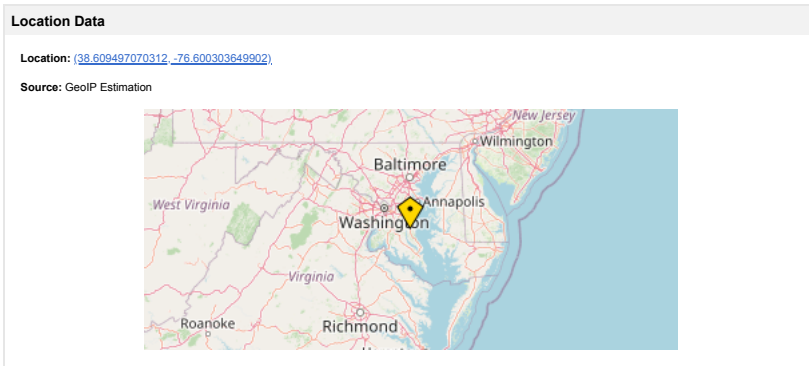 Location Data
Location: (38.609497070312, -76.600303649902)
Source: GeoIP Estimation
New Jersey
Wilmington
Baltimore
West Virginia
Annapolis
Washington
Virginia
Roanoke
Richmond